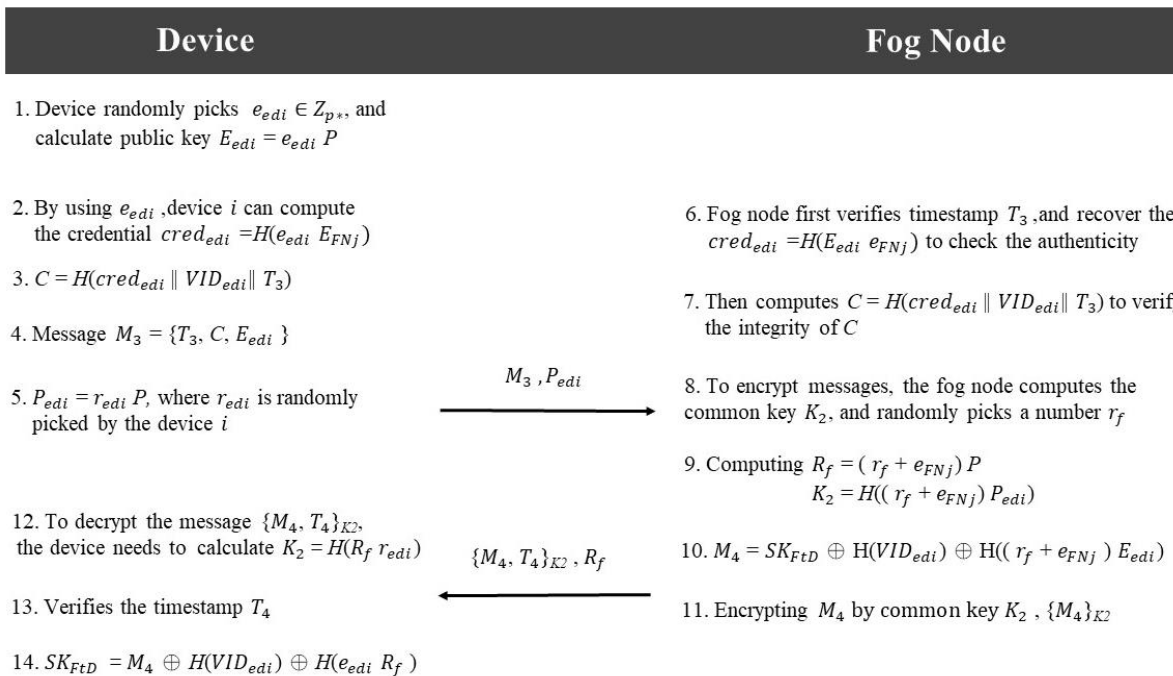 Device
Fog Node
1. Device randomly picks e_edi ∈ Z_p*, and
calculate public key E_edi = e_edi P
2. By using e_edi ,device i can compute
the credential cred_edi =H(e_edi E_FNj)
3. C = H(cred_edi ∥ VID_edi∥ T_3)
4. Message M_3 = {T_3, C, E_edi }
5. P_edi = r_edi P, where r_edi is randomly
picked by the device i
M_3 , P_edi
6. Fog node first verifies timestamp T_3 ,and recover the
cred_edi =H(E_edi e_FNj) to check the authenticity
7. Then computes C = H(cred_edi ∥ VID_edi∥ T_3) to verif
the integrity of C
8. To encrypt messages, the fog node computes the
common key K_2, and randomly picks a number r_f
9. Computing R_f = ( r_f + e_FNj) P
K_2 = H(( r_f + e_FNj) P_edi)
10. M_4 = SK_FtD ⊕ H(VID_edi) ⊕ H(( r_f + e_FNj ) E_edi)
11. Encrypting M_4 by common key K_2 , {M_4}_K2
{M_4, T_4}_K2 , R_f
12. To decrypt the message {M_4, T_4}_K2,
the device needs to calculate K_2 = H(R_f r_edi)
13. Verifies the timestamp T_4
14. SK_FtD = M_4 ⊕ H(VID_edi) ⊕ H(e_edi R_f )